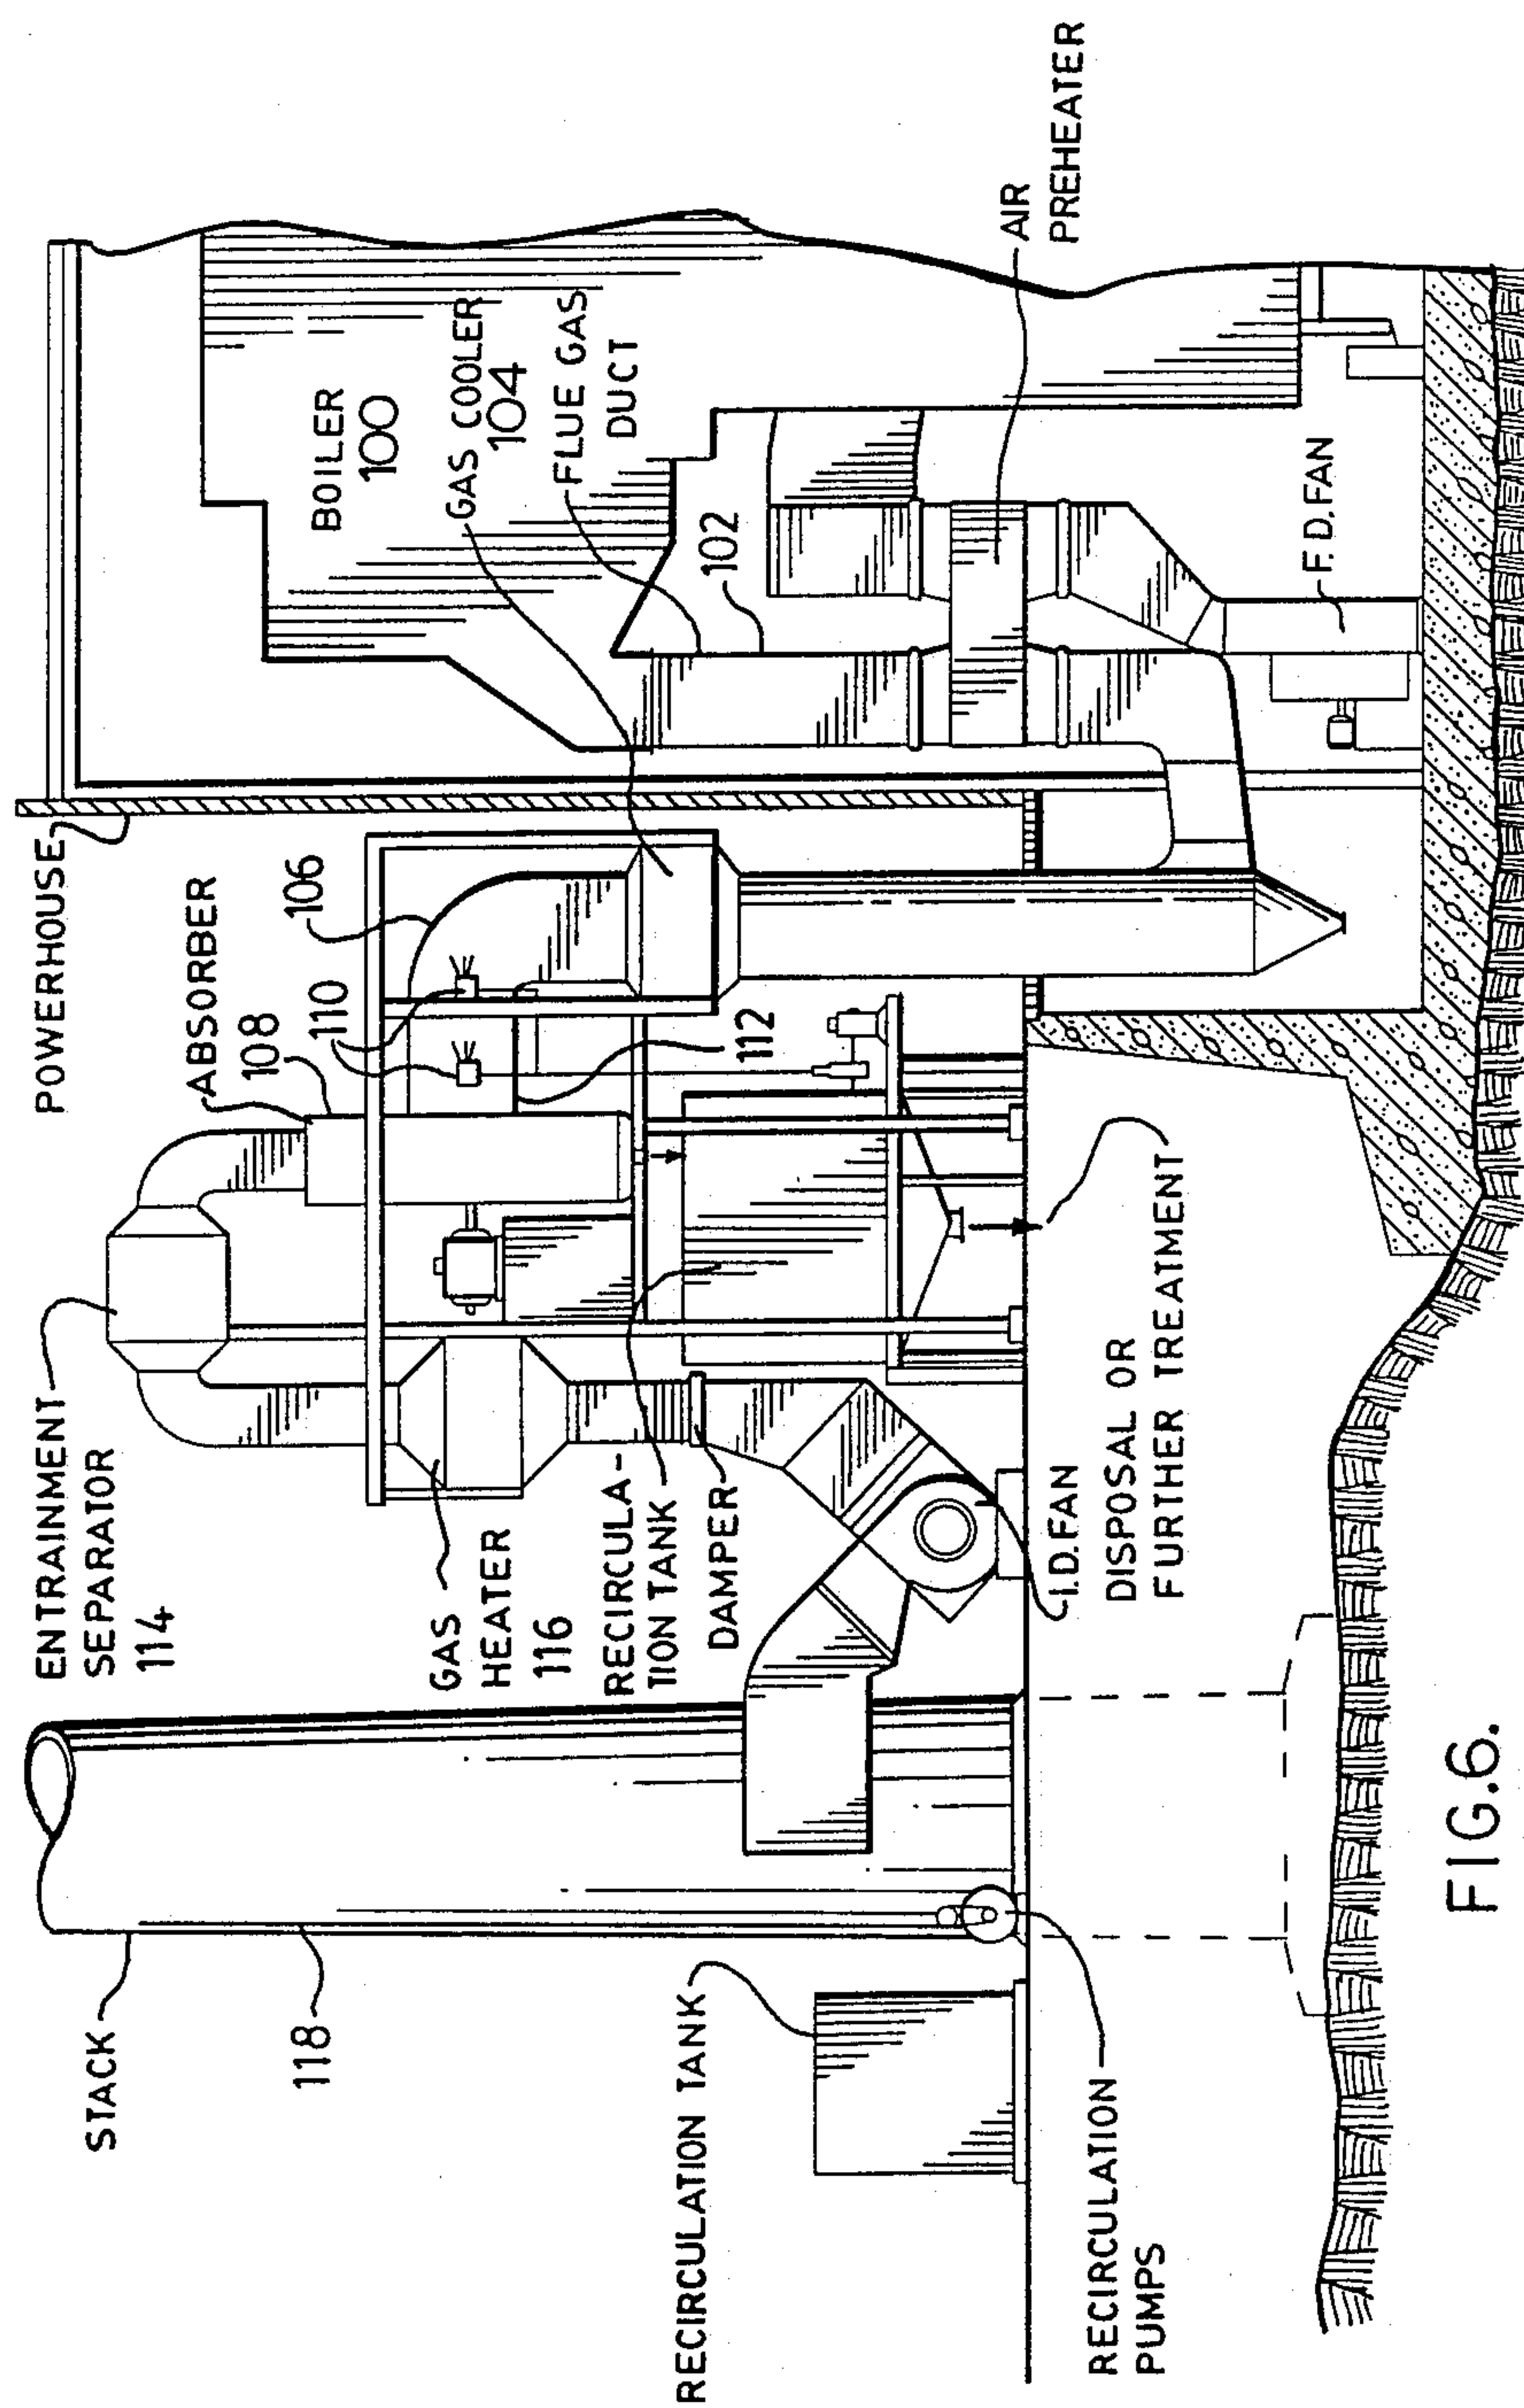 STACK
118
ENTRAINMENT
SEPARATOR
114
POWERHOUSE
ABSORBER
108
106
110
BOILER
100
GAS COOLER
104
FLUE GAS
DUCT
102
112
GAS
HEATER
116
RECIRCULA-
TION TANK
DAMPER
RECIRCULATION TANK
AIR
PREHEATER
I.D.FAN
DISPOSAL OR
FURTHER TREATMENT
F.D.FAN
RECIRCULATION
PUMPS
FIG.6.